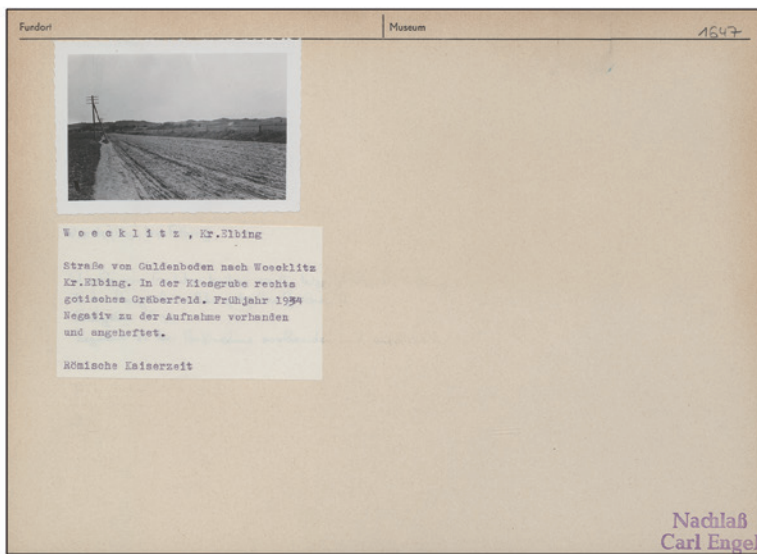 Fundort
Museum
1647
Woecklitz, Kr.Elbing
Straße von Guldenboden nach Woecklitz
Kr.Elbing. In der Kiesgrube rechts
gotisches Gräberfeld. Frühjahr 1934
Negativ zu der Aufnahme vorhanden
und angeheftet.
Römische Kaiserzeit
Nachlaß
Carl Engel